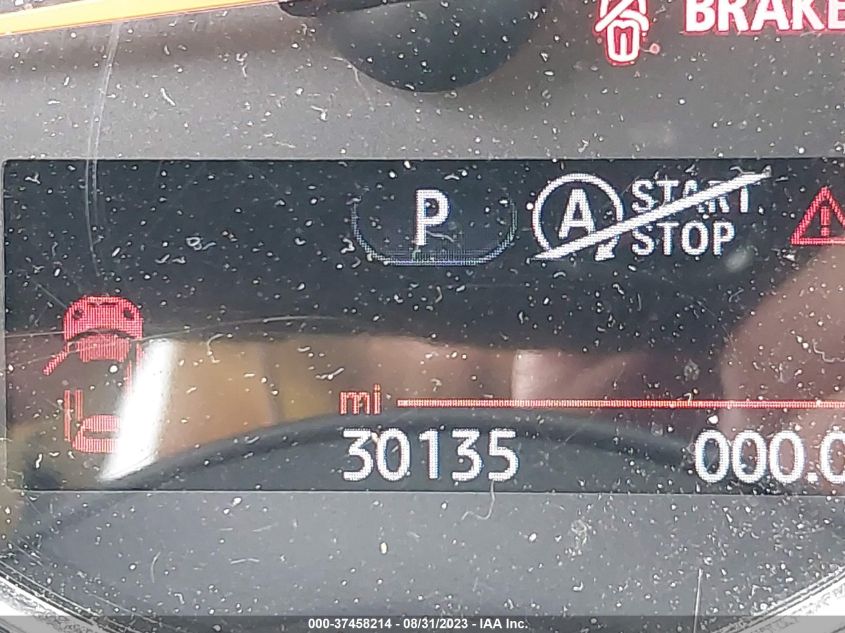 BRAKE
P
A START
STOP
mi
30135 000.0
000-37458214 - 08/31/2023 - IAA Inc.